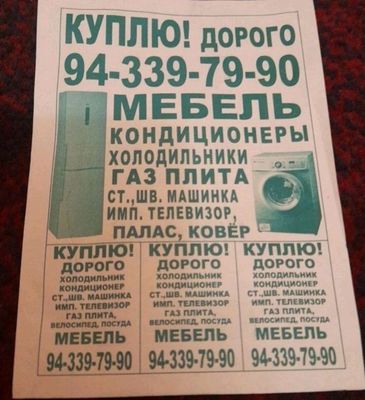 КУПЛЮ! ДОРОГО
94-339-79-90
МЕБЕЛЬ
КОНДИЦИОНЕРЫ
ХОЛОДИЛЬНИКИ
ГАЗ ПЛИТА
СТ.,ШВ. МАШИНКА
ИМП. ТЕЛЕВИЗОР,
ПАЛАС, КОВЁР
КУПЛЮ!
ДОРОГО
ХОЛОДИЛЬНИК
КОНДИЦИОНЕР
СТ.,ШВ. МАШИНКА
ИМП. ТЕЛЕВИЗОР
ГАЗ ПЛИТА,
ВЕЛОСИПЕД, ПОСУДА
МЕБЕЛЬ
94-339-79-90
КУПЛЮ!
ДОРОГО
ХОЛОДИЛЬНИК
КОНДИЦИОНЕР
СТ.,ШВ. МАШИНКА
ИМП. ТЕЛЕВИЗОР
ГАЗ ПЛИТА,
ВЕЛОСИПЕД, ПОСУДА
МЕБЕЛЬ
94-339-79-90
КУПЛЮ!
ДОРОГО
ХОЛОДИЛЬНИК
КОНДИЦИОНЕР
СТ.,ШВ. МАШИНКА
ИМП. ТЕЛЕВИЗОР
ГАЗ ПЛИТА,
ВЕЛОСИПЕД, ПОСУДА
МЕБЕЛЬ
94-339-79-90